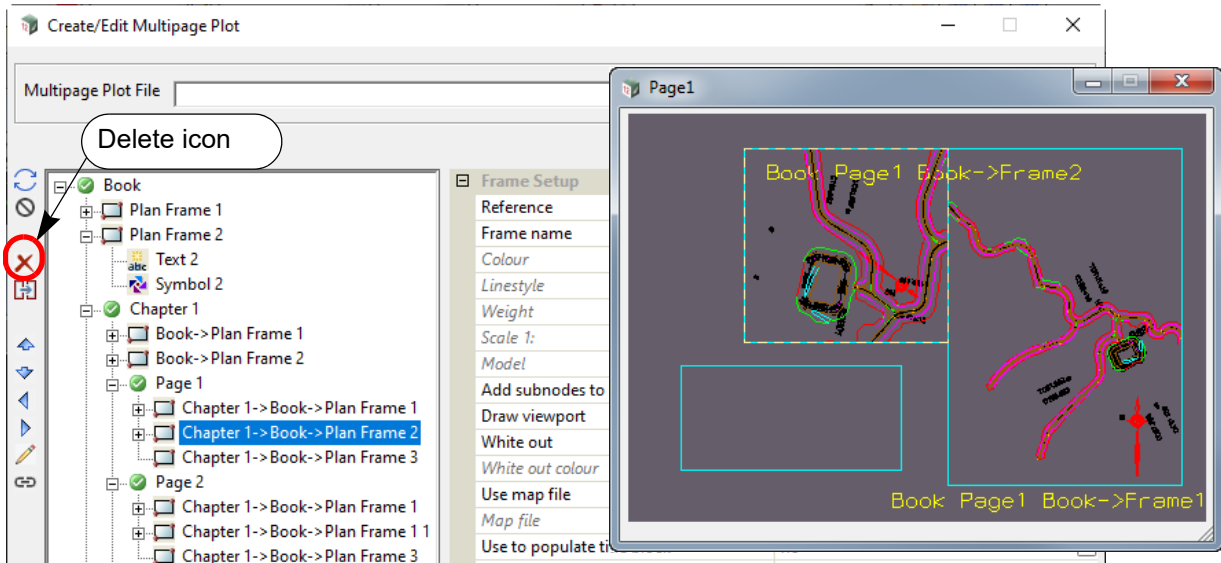 Create/Edit Multipage Plot
Multipage Plot File
Page1
Delete icon
Book
Plan Frame 1
Plan Frame 2
abc
Text 2
Symbol 2
Chapter 1
Book->Plan Frame 1
Book->Plan Frame 2
Page 1
Chapter 1->Book->Plan Frame 1
Chapter 1->Book->Plan Frame 2
Chapter 1->Book->Plan Frame 3
Page 2
Chapter 1->Book->Plan Frame 1
Chapter 1->Book->Plan Frame 1 1
Chapter 1->Book->Plan Frame 3
Frame Setup
Reference
Frame name
Colour
Linestyle
Weight
Scale 1:
Model
Add subnodes to
Draw viewport
White out
White out colour
Use map file
Map file
Use to populate
Book Page1 Book->Frame2
Book Page1 Book->Frame1